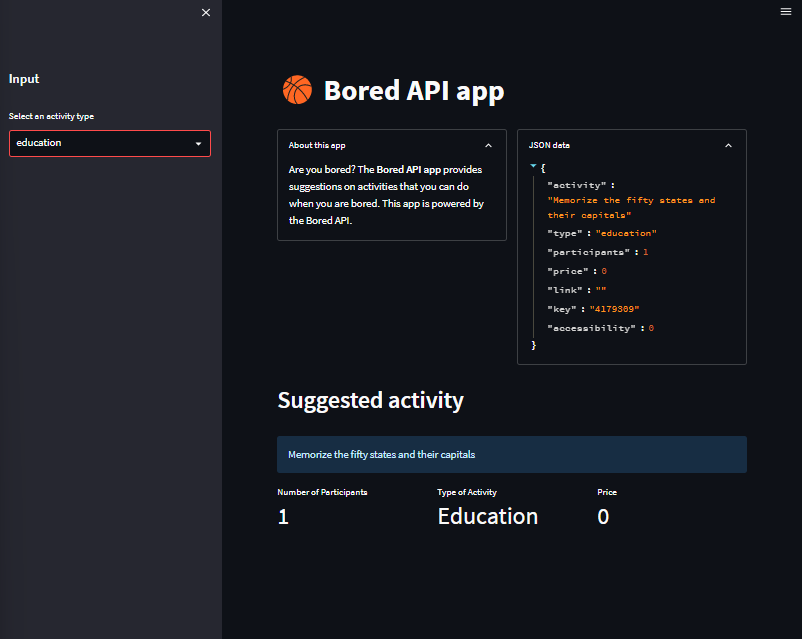 Input
Select an activity type
education
Bored API app
About this app
Are you bored? The Bored API app provides
suggestions on activities that you can do
when you are bored. This app is powered by
the Bored API.
JSON data
{
"activity" :
"Memorize the fifty states and
their capitals"
"type" : "education"
"participants" : 1
"price" : 0
"link" : ""
"key" : "4179309"
"accessibility" : 0
}
Suggested activity
Memorize the fifty states and their capitals
Number of Participants
1
Type of Activity
Education
Price
0